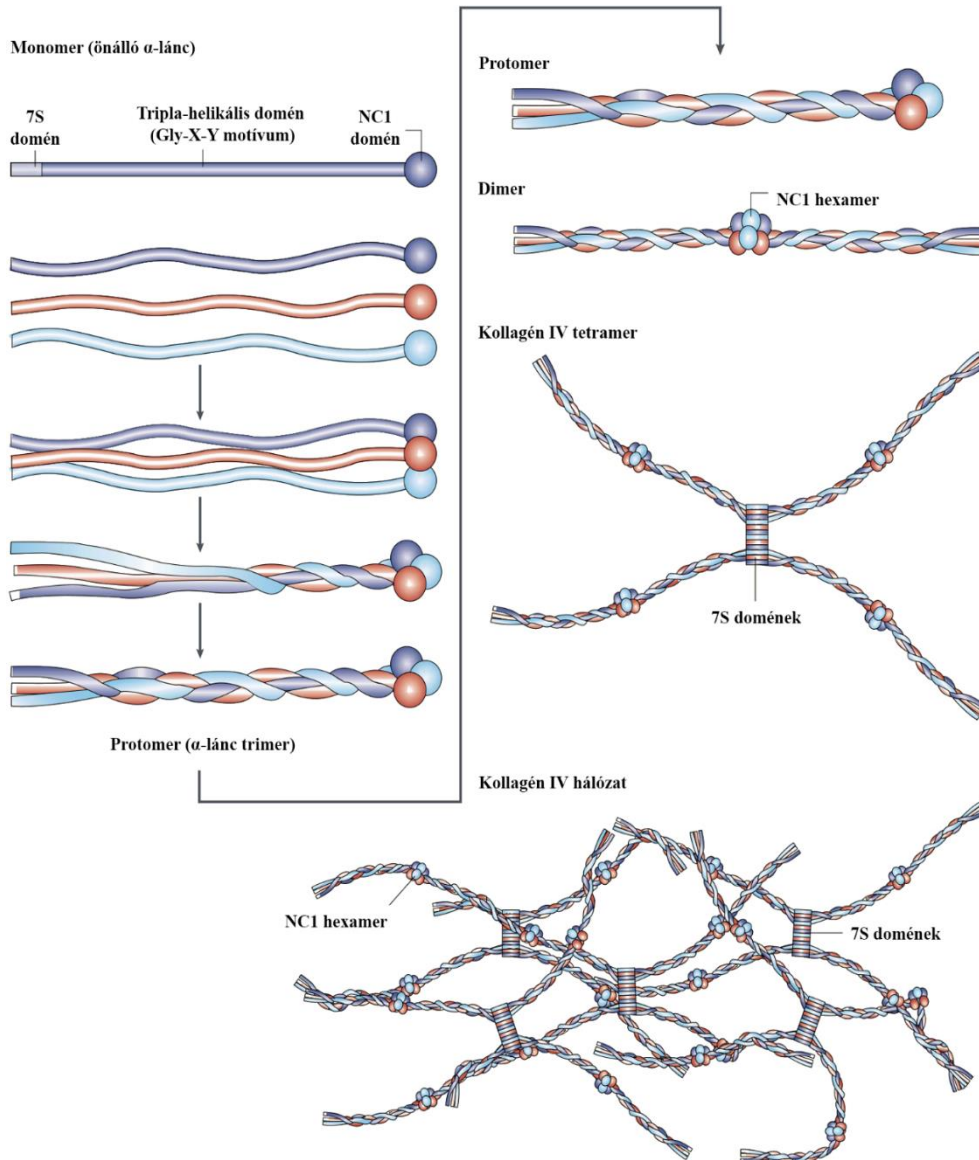 Monomer (önálló α-lánc)
7S
domén
Tripla-helikális domén
(Gly-X-Y motívum)
NC1
domén
Protomer (α-lánc trimer)
Protomer
Dimer
NC1 hexamer
Kollagén IV tetramer
7S domének
Kollagén IV hálózat
NC1 hexamer
7S domének